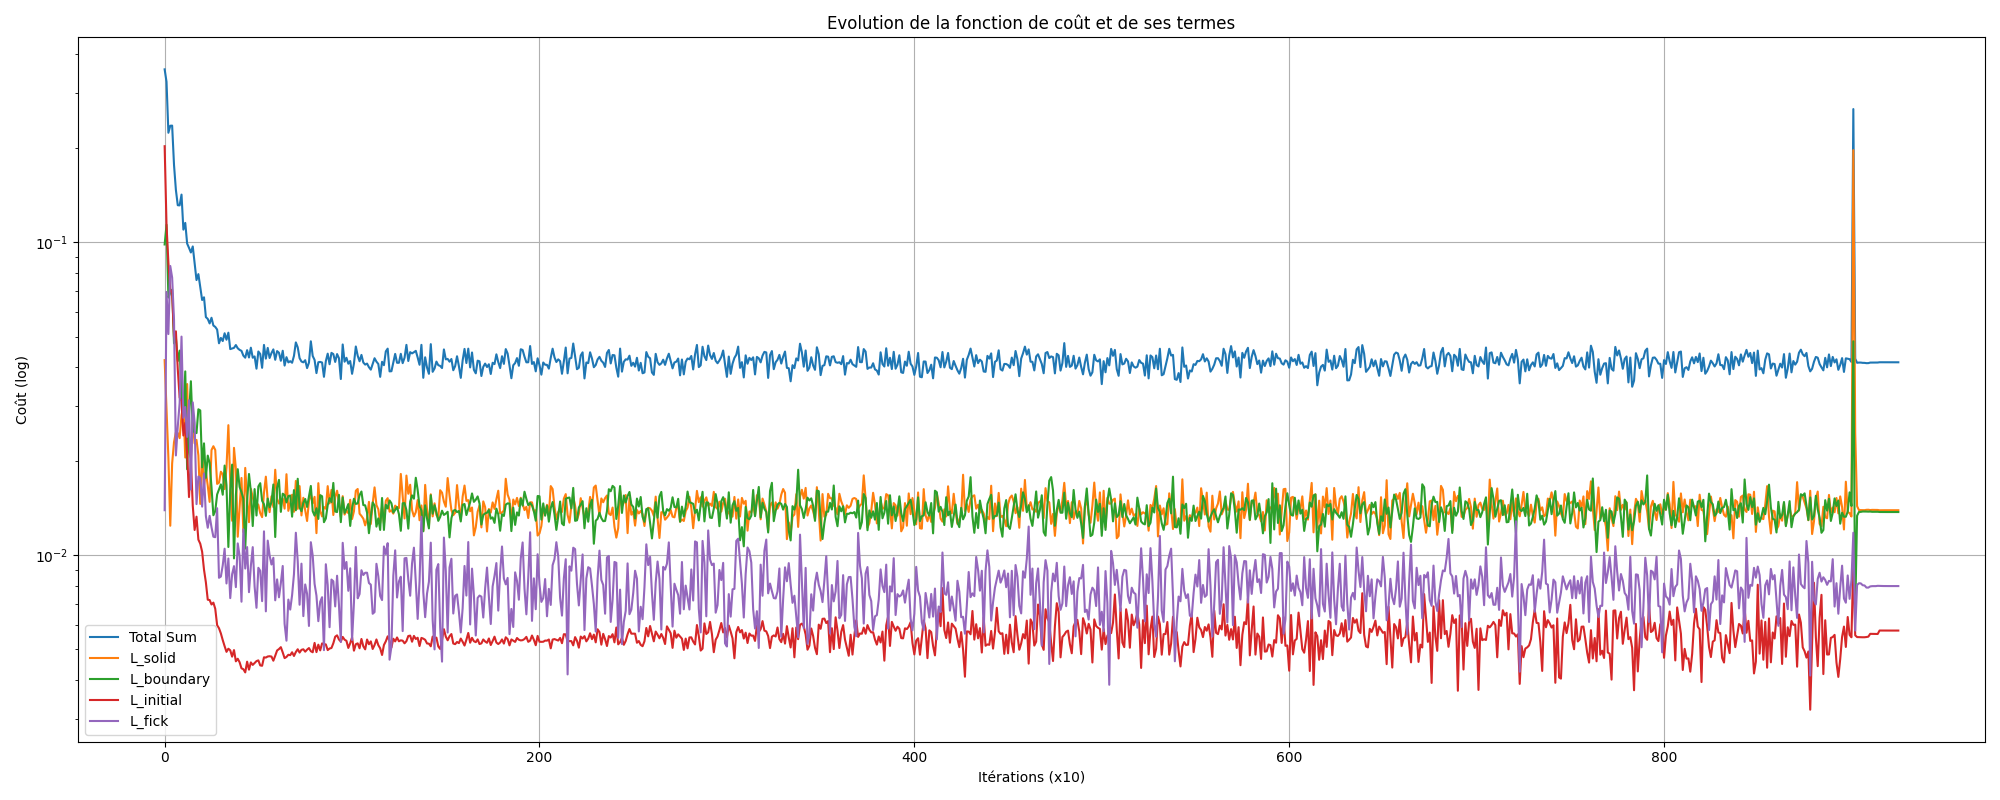 Evolution de la fonction de coût et de ses termes
Coût (log)
10⁻¹
10⁻²
Total Sum
L_solid
L_boundary
L_initial
L_fick
0
200
400
600
800
Itérations (x10)